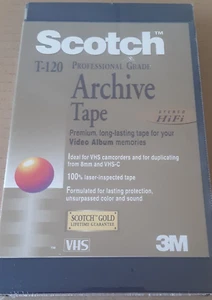 Scotch™
T-120 PROFESSIONAL GRADE
Archive
Tape
STEREO
HiFi
Premium, long-lasting tape for your
Video Album memories
Ideal for VHS camcorders and for duplicating
from 8mm and VHS-C
100% laser-inspected tape
Formulated for lasting protection,
unsurpassed color and sound
SCOTCH GOLD
LIFETIME GUARANTEE
VHS
3M